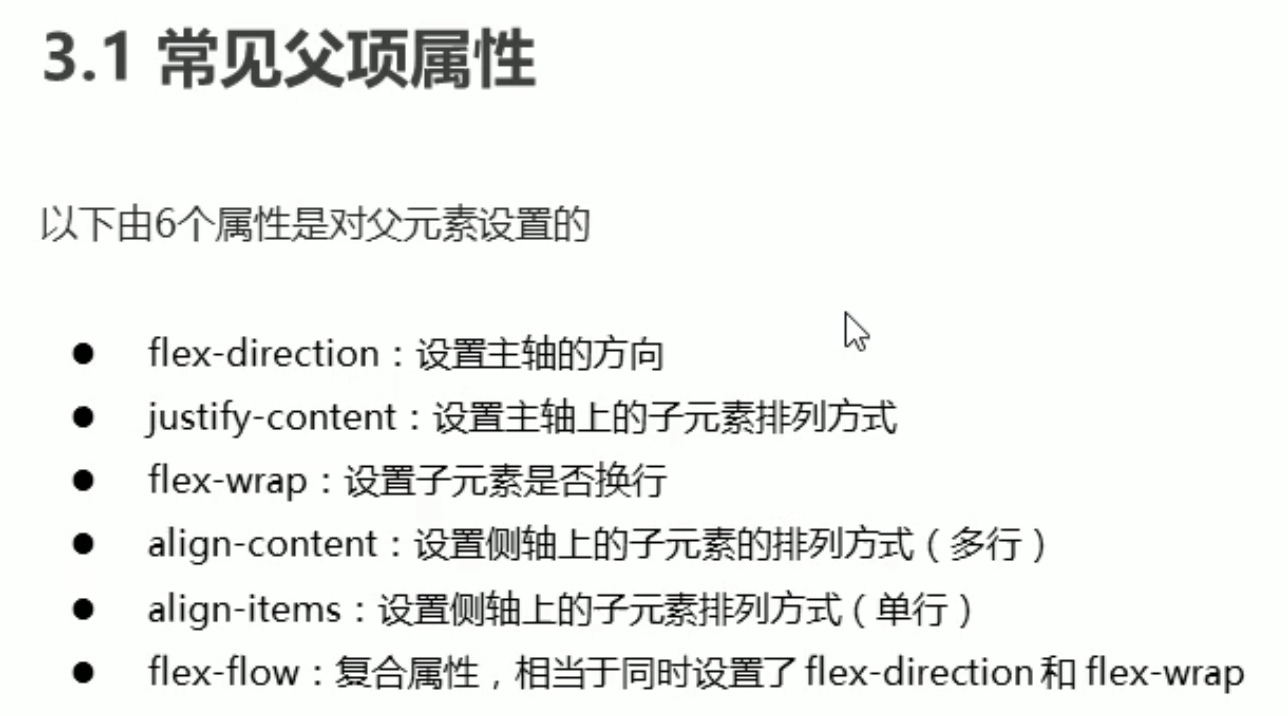 3.1 常见父项属性
以下由6个属性是对父元素设置的
● flex-direction：设置主轴的方向
● justify-content：设置主轴上的子元素排列方式
● flex-wrap：设置子元素是否换行
● align-content：设置侧轴上的子元素的排列方式（多行）
● align-items：设置侧轴上的子元素排列方式（单行）
● flex-flow：复合属性，相当于同时设置了 flex-direction 和 flex-wrap